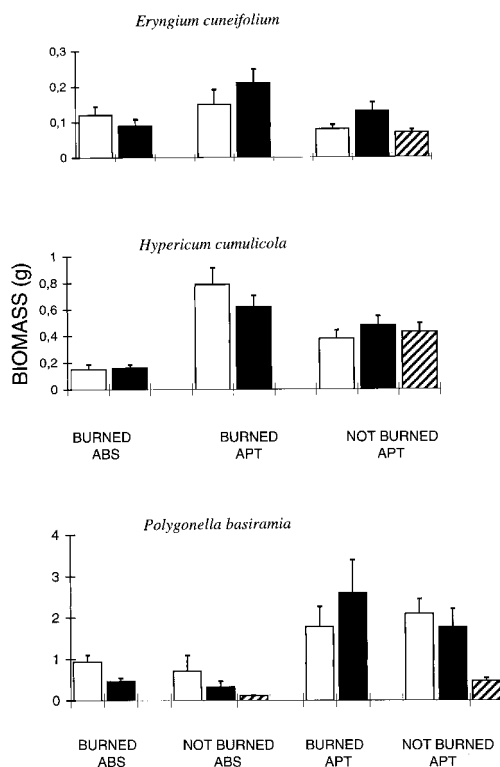 Eryngium cuneifolium
0,3
0,2
0,1
0
Hypericum cumulicola
BIOMASS (g)
1
0,8
0,6
0,4
0,2
0
BURNED BURNED NOT BURNED
ABS APT APT
Polygonella basiramia
4
3
2
1
0
BURNED NOT BURNED BURNED NOT BURNED
ABS ABS APT APT